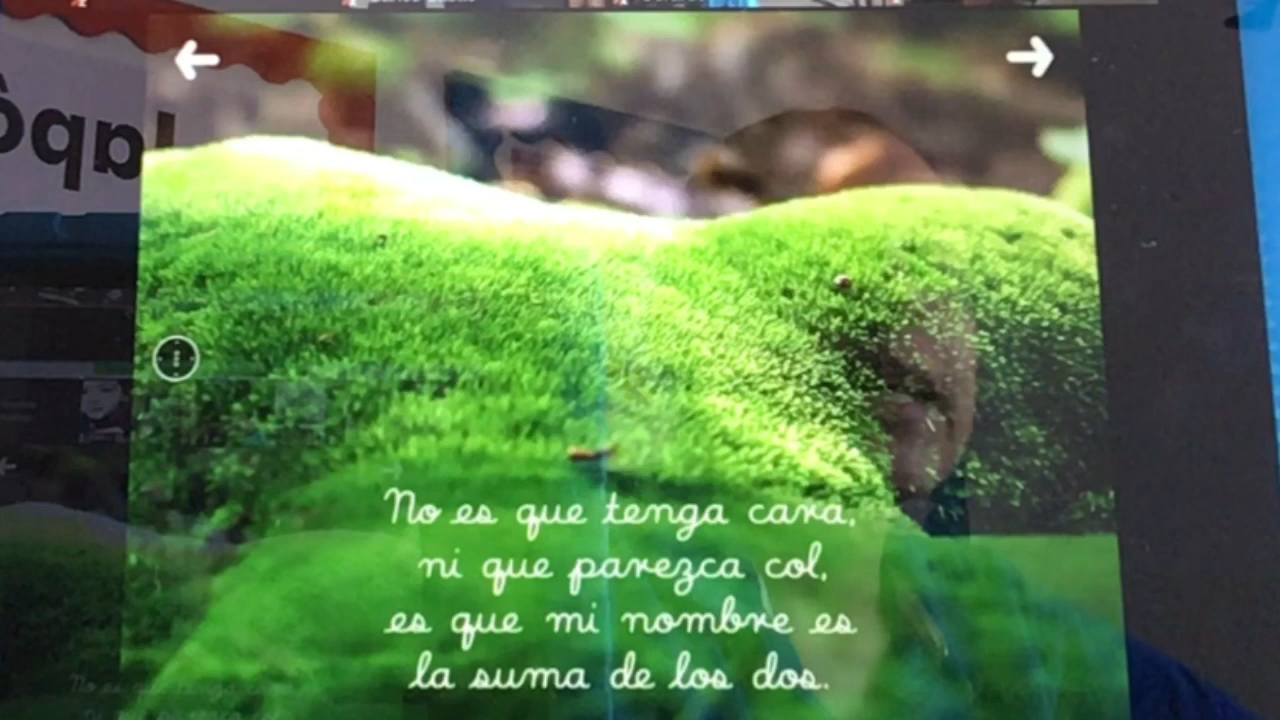 No es que tenga cara,
ni que parezca col,
es que mi nombre es
la suma de los dos.